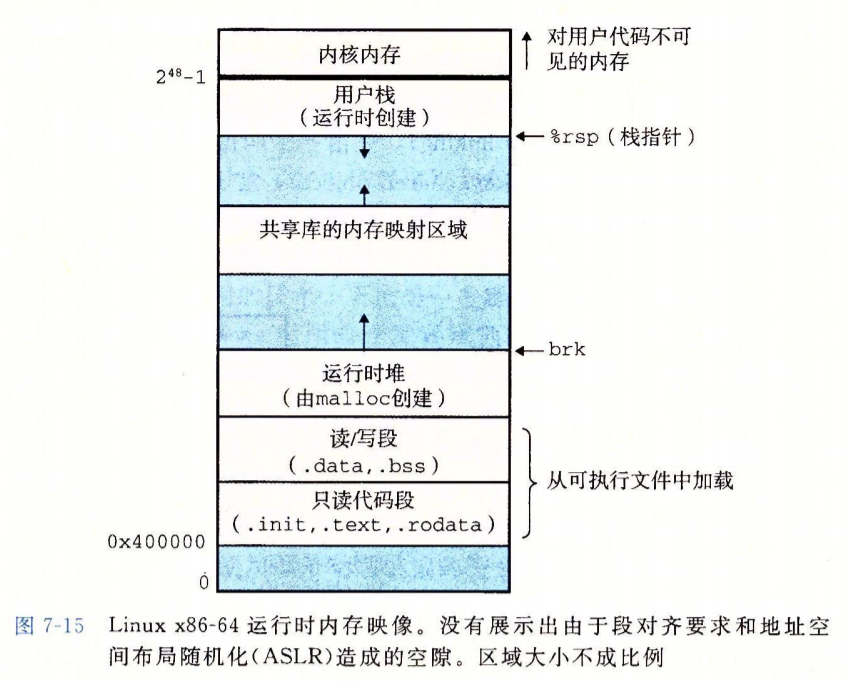 内核内存
对用户代码不可
见的内存
2⁴⁸-1
用户栈
（运行时创建）
%rsp（栈指针）
共享库的内存映射区域
brk
运行时堆
（由malloc创建）
读/写段
（.data,.bss）
从可执行文件中加载
只读代码段
（.init,.text,.rodata）
0x400000
0
图 7-15 Linux x86-64 运行时内存映像。没有展示出由于段对齐要求和地址空
间布局随机化(ASLR)造成的空隙。区域大小不成比例